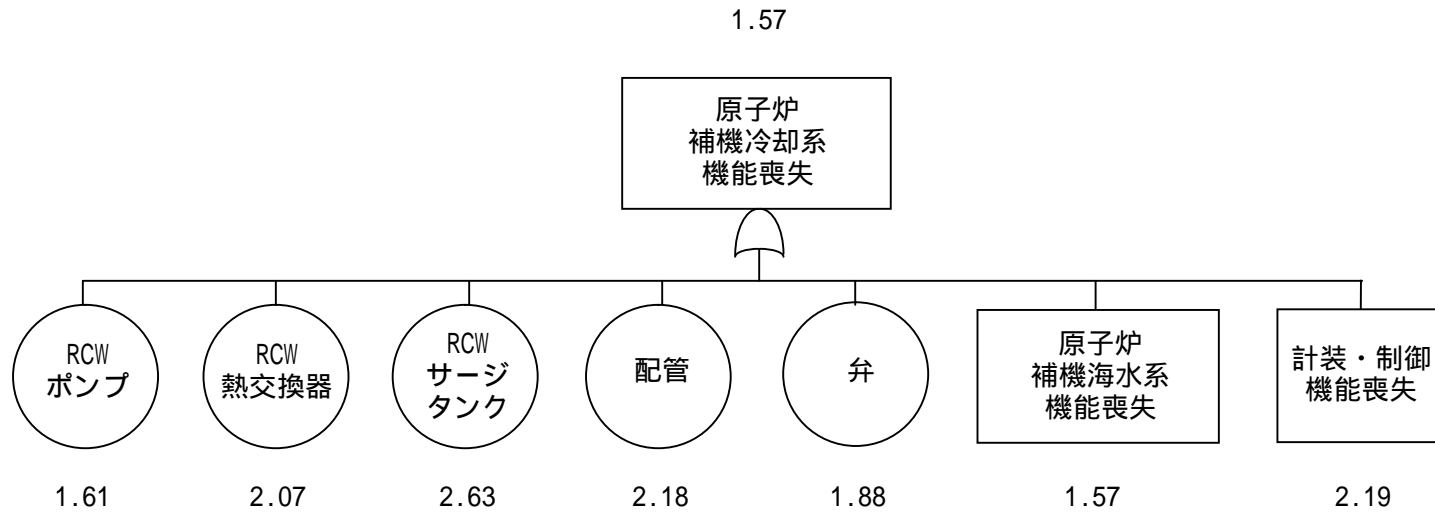 1.57
原子炉
補機冷却系
機能喪失
RCW
ポンプ
RCW
熱交換器
RCW
サージ
タンク
配管
弁
原子炉
補機海水系
機能喪失
計装・制御
機能喪失
1.61
2.07
2.63
2.18
1.88
1.57
2.19